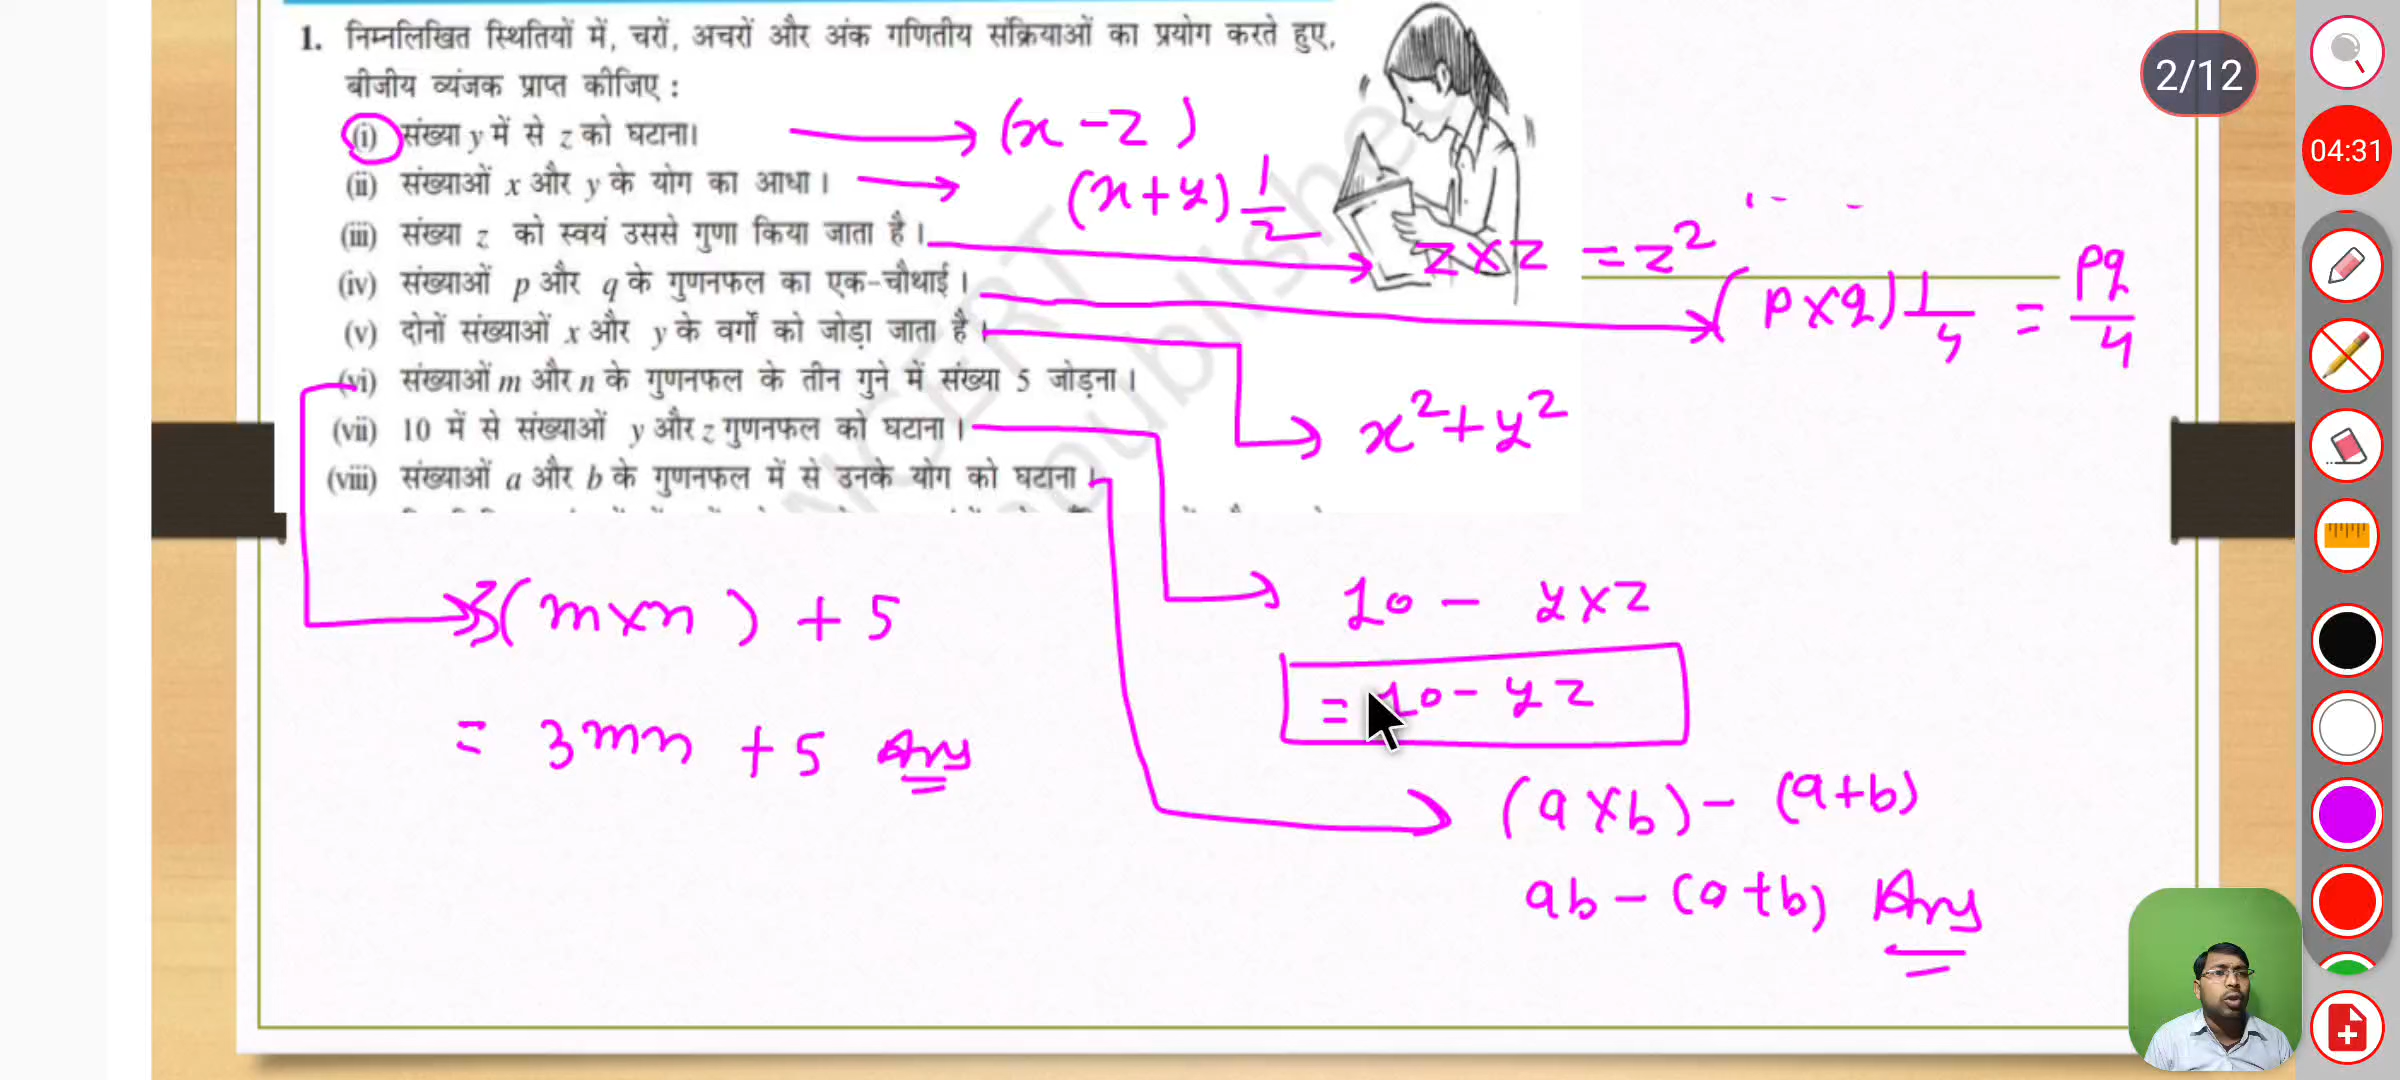 1. निम्नलिखित स्थितियों में, चरों, अचरों और अंक गणितीय संक्रियाओं का प्रयोग करते हुए,
बीजीय व्यंजक प्राप्त कीजिए :
(i) संख्या y में से z को घटाना। (x - z)
(ii) संख्याओं x और y के योग का आधा। (x+y) 1/2
(iii) संख्या z को स्वयं उससे गुणा किया जाता है। z×z = z²
(iv) संख्याओं p और q के गुणनफल का एक-चौथाई। (p×q) 1/4 = pq/4
(v) दोनों संख्याओं x और y के वर्गों को जोड़ा जाता है। x²+y²
(vi) संख्याओं m और n के गुणनफल के तीन गुने में संख्या 5 जोड़ना।
(vii) 10 में से संख्याओं y और z गुणनफल को घटाना।
(viii) संख्याओं a और b के गुणनफल में से उनके योग को घटाना।
3(m×n) + 5
= 3mn + 5 Ans
10 - y×z
= 10 - yz
(a×b) - (a+b)
ab - (a+b) Ans
2/12
04:31
NCERT